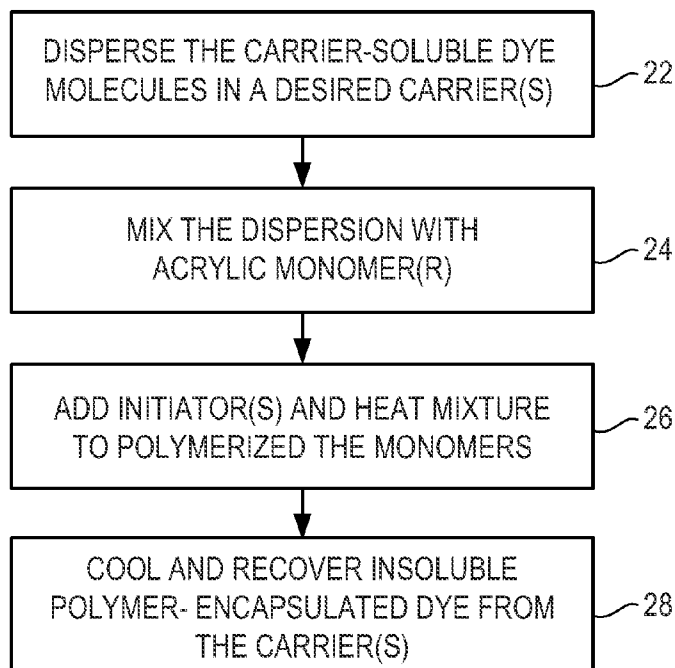 DISPERSE THE CARRIER-SOLUBLE DYE
MOLECULES IN A DESIRED CARRIER(S)
22
MIX THE DISPERSION WITH
ACRYLIC MONOMER(R)
24
ADD INITIATOR(S) AND HEAT MIXTURE
TO POLYMERIZED THE MONOMERS
26
COOL AND RECOVER INSOLUBLE
POLYMER- ENCAPSULATED DYE FROM
THE CARRIER(S)
28